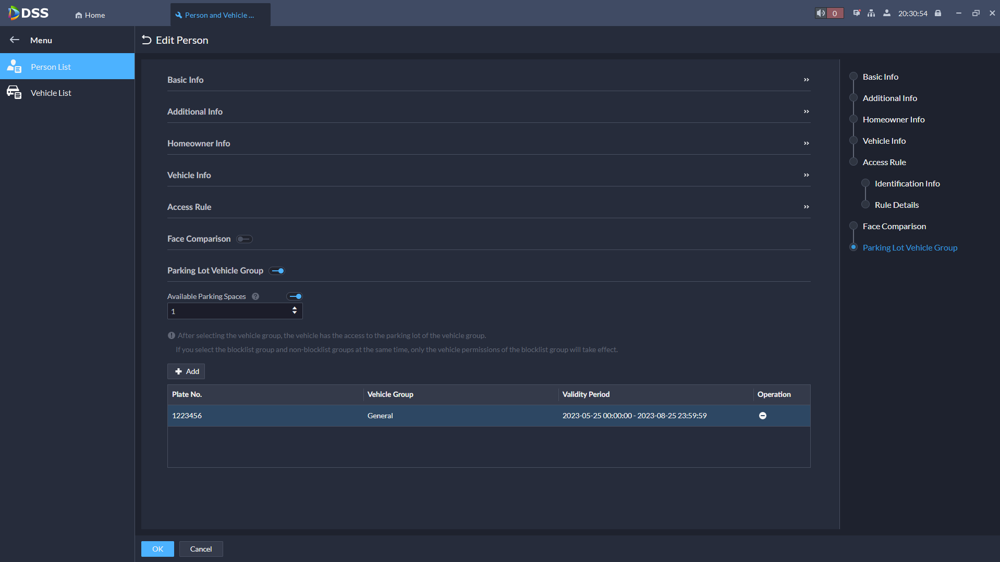 DSS
Home
Person and Vehicle ...
0
20:30:54
Menu
Edit Person
Person List
Vehicle List
Basic Info
Additional Info
Homeowner Info
Vehicle Info
Access Rule
Face Comparison
Parking Lot Vehicle Group
Available Parking Spaces
1
After selecting the vehicle group, the vehicle has the access to the parking lot of the vehicle group.
If you select the blocklist group and non-blocklist groups at the same time, only the vehicle permissions of the blocklist group will take effect.
Add
Plate No. Vehicle Group Validity Period Operation
1223456 General 2023-05-25 00:00:00 - 2023-08-25 23:59:59
OK Cancel
Basic Info
Additional Info
Homeowner Info
Vehicle Info
Access Rule
Identification Info
Rule Details
Face Comparison
Parking Lot Vehicle Group